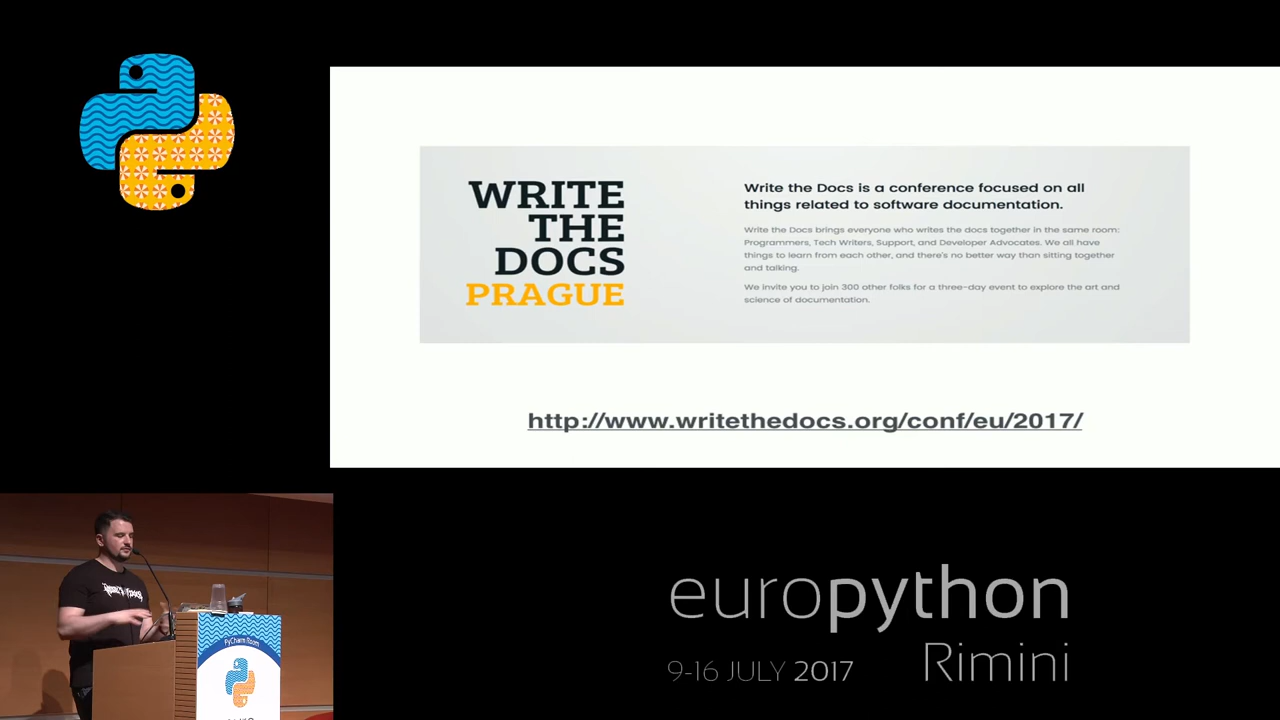 WRITE
THE
DOCS
PRAGUE
Write the Docs is a conference focused on all
things related to software documentation.
Write the Docs brings everyone who writes the docs together in the same room:
Programmers, Tech Writers, Support, and Developer Advocates. We all have
things to learn from each other, and there's no better way than sitting together
and talking.
We invite you to join 300 other folks for a three-day event to explore the art and
science of documentation.
http://www.writethedocs.org/conf/eu/2017/
PyCharm Room
europython
9-16 JULY 2017 Rimini